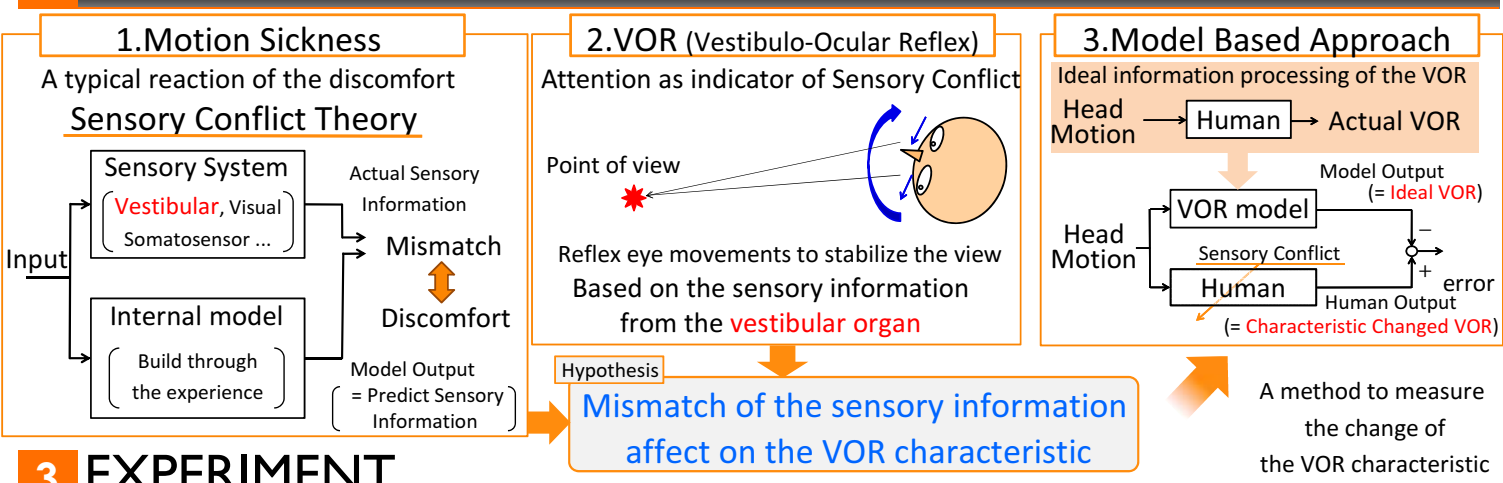 1.Motion Sickness
A typical reaction of the discomfort
Sensory Conflict Theory
Sensory System
Vestibular, Visual
Somatosensor ...
Input
Internal model
Build through
the experience
Actual Sensory
Information
Mismatch
Discomfort
Model Output
= Predict Sensory
Information
2.VOR (Vestibulo-Ocular Reflex)
Attention as indicator of Sensory Conflict
Point of view
Reflex eye movements to stabilize the view
Based on the sensory information
from the vestibular organ
Hypothesis
Mismatch of the sensory information
affect on the VOR characteristic
3.Model Based Approach
Ideal information processing of the VOR
Head
Motion
Human
Actual VOR
Model Output
(= Ideal VOR)
VOR model
Head
Motion
Sensory Conflict
Human
−
+
error
Human Output
(= Characteristic Changed VOR)
A method to measure
the change of
the VOR characteristic
3 EXPERIMENT